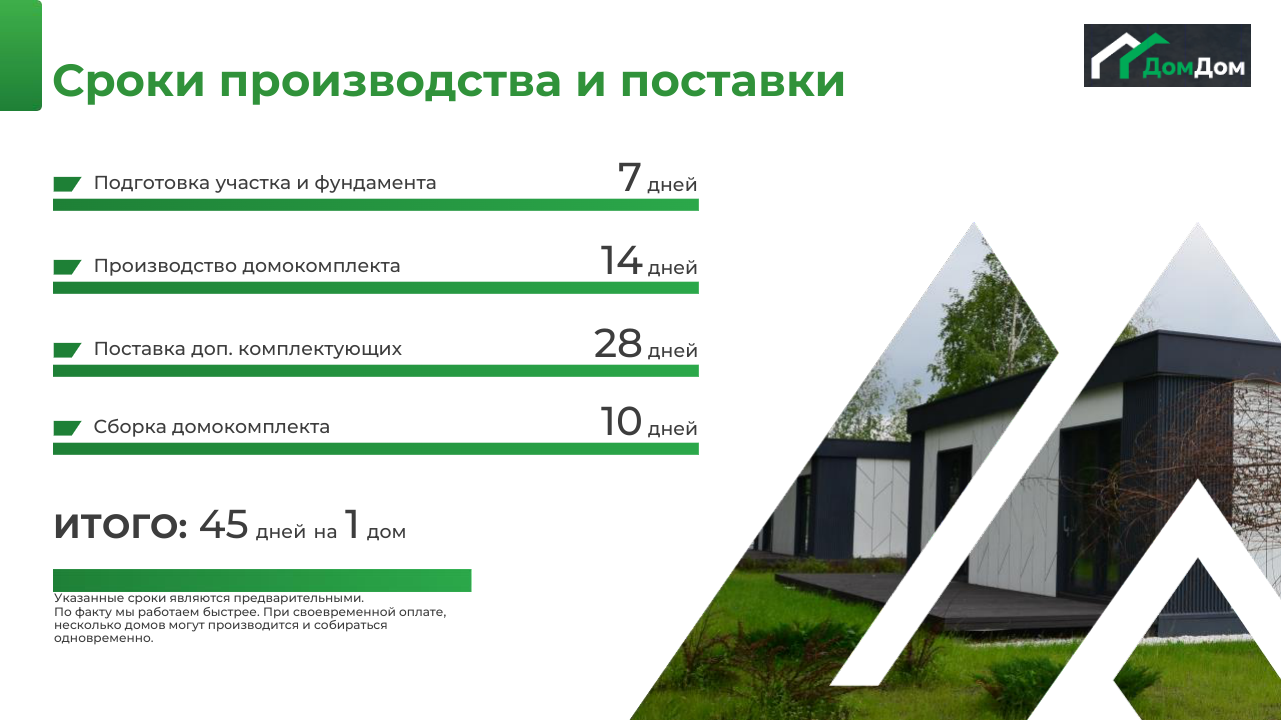 Сроки производства и поставки
ДомДом
Подготовка участка и фундамента 7 дней
Производство домокомплекта 14 дней
Поставка доп. комплектующих 28 дней
Сборка домокомплекта 10 дней
ИТОГО: 45 дней на 1 дом
Указанные сроки являются предварительными.
По факту мы работаем быстрее. При своевременной оплате,
несколько домов могут производится и собираться
одновременно.